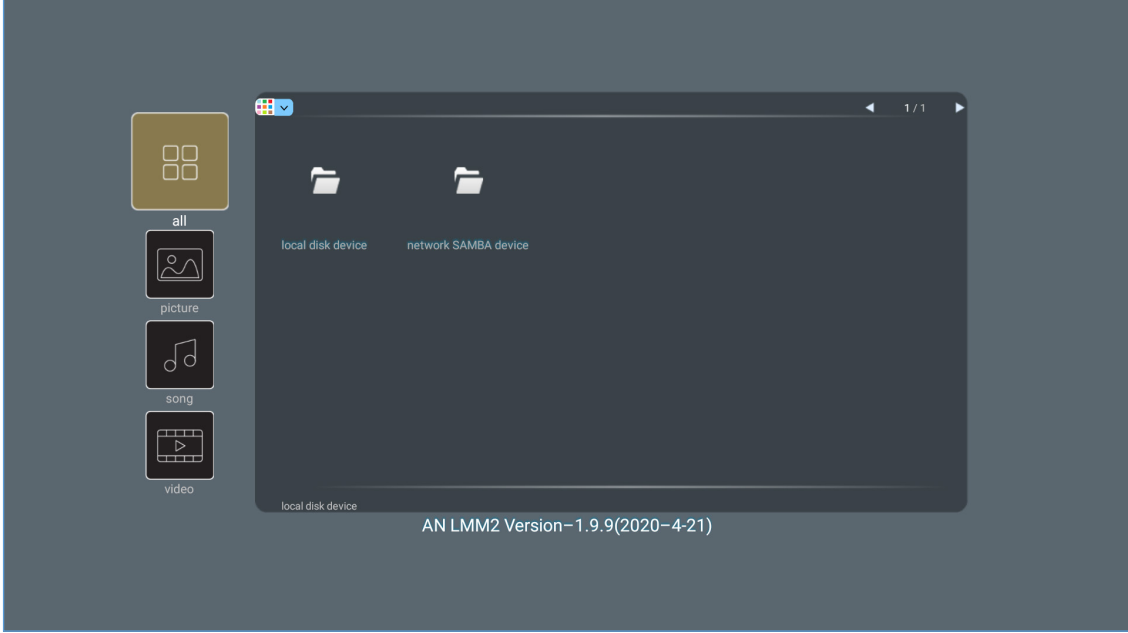 1 / 1
all
local disk device
network SAMBA device
picture
song
video
local disk device
AN LMM2 Version–1.9.9(2020–4-21)